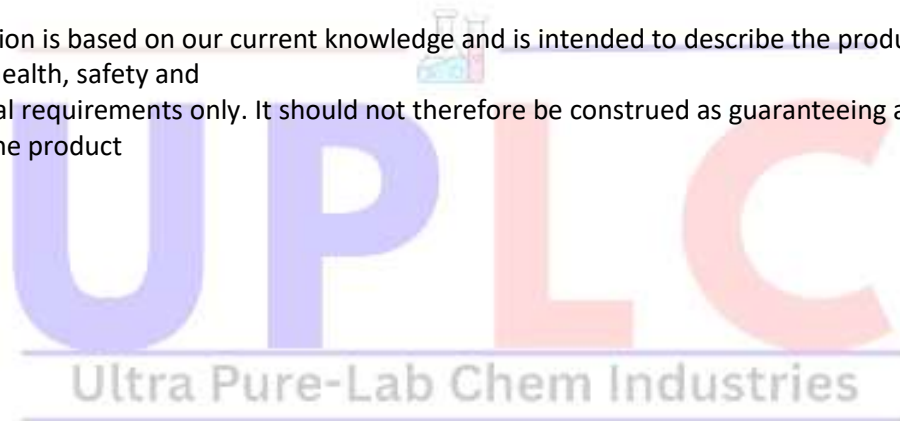 ion is based on our current knowledge and is intended to describe the produ
ealth, safety and
al requirements only. It should not therefore be construed as guaranteeing a
he product
UPLC
Ultra Pure-Lab Chem Industries